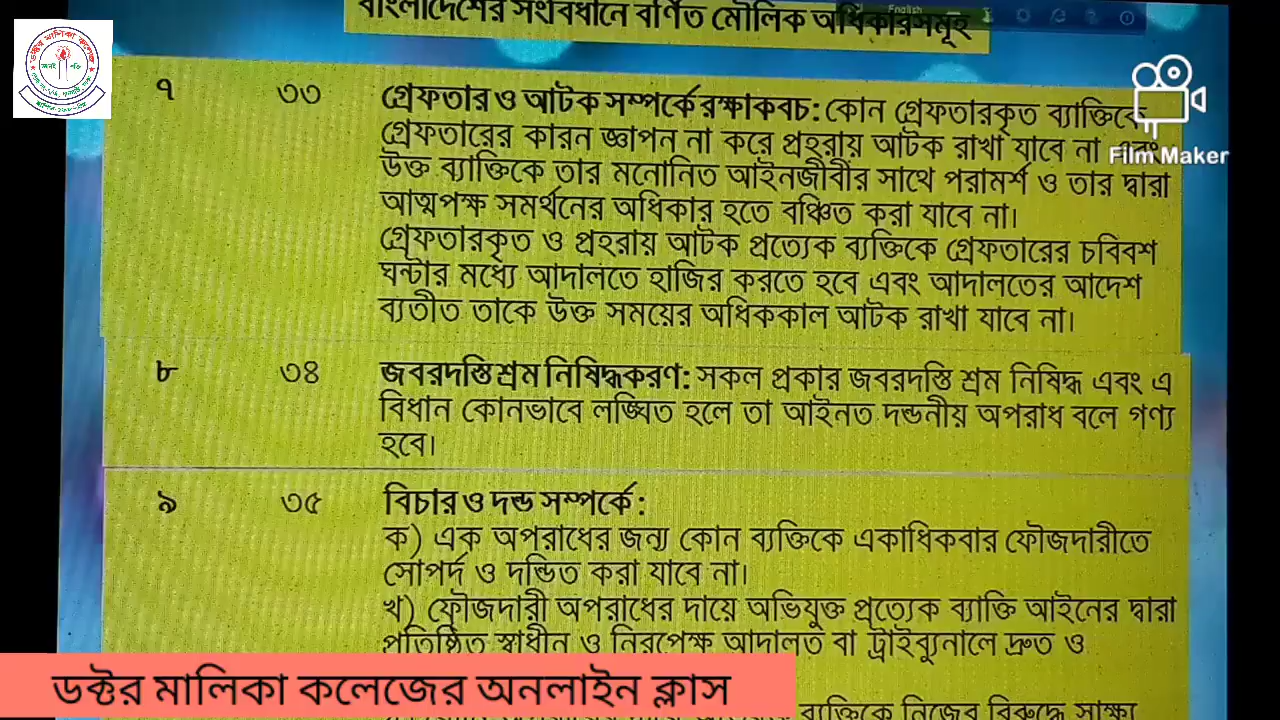 বাংলাদেশের সংবিধানে বর্ণিত মৌলিক অধিকারসমূহ
English
৭ ৩৩ গ্রেফতার ও আটক সম্পর্কে রক্ষাকবচ: কোন গ্রেফতারকৃত ব্যাক্তিকে
গ্রেফতারের কারন জ্ঞাপন না করে প্রহরায় আটক রাখা যাবে না এবং
Film Maker
উক্ত ব্যাক্তিকে তার মনোনিত আইনজীবীর সাথে পরামর্শ ও তার দ্বারা
আত্মপক্ষ সমর্থনের অধিকার হতে বঞ্চিত করা যাবে না।
গ্রেফতারকৃত ও প্রহরায় আটক প্রত্যেক ব্যক্তিকে গ্রেফতারের চবিবশ
ঘন্টার মধ্যে আদালতে হাজির করতে হবে এবং আদালতের আদেশ
ব্যতীত তাকে উক্ত সময়ের অধিককাল আটক রাখা যাবে না।
৮ ৩৪ জবরদস্তি শ্রম নিষিদ্ধকরণ: সকল প্রকার জবরদস্তি শ্রম নিষিদ্ধ এবং এ
বিধান কোনভাবে লঙ্ঘিত হলে তা আইনত দন্ডনীয় অপরাধ বলে গণ্য
হবে।
৯ ৩৫ বিচার ও দন্ড সম্পর্কে:
ক) এক অপরাধের জন্য কোন ব্যক্তিকে একাধিকবার ফৌজদারীতে
সোপর্দ ও দন্ডিত করা যাবে না।
খ) ফৌজদারী অপরাধের দায়ে অভিযুক্ত প্রত্যেক ব্যাক্তি আইনের দ্বারা
প্রতিষ্ঠিত স্বাধীন ও নিরপেক্ষ আদালত বা ট্রাইব্যুনালে দ্রুত ও
ডক্টর মালিকা কলেজের অনলাইন ক্লাস
ব্যক্তিকে নিজের বিরুদ্ধে সাক্ষ্য